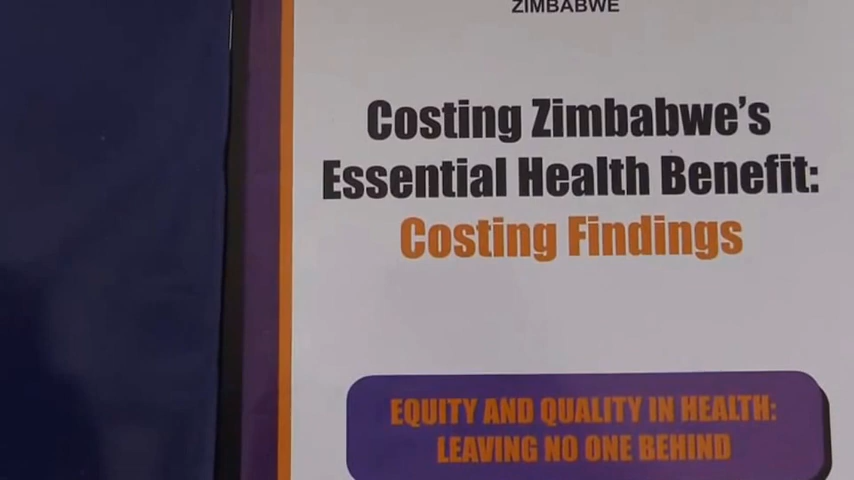 ZIMBABWE
Costing Zimbabwe's
Essential Health Benefit:
Costing Findings
EQUITY AND QUALITY IN HEALTH:
LEAVING NO ONE BEHIND